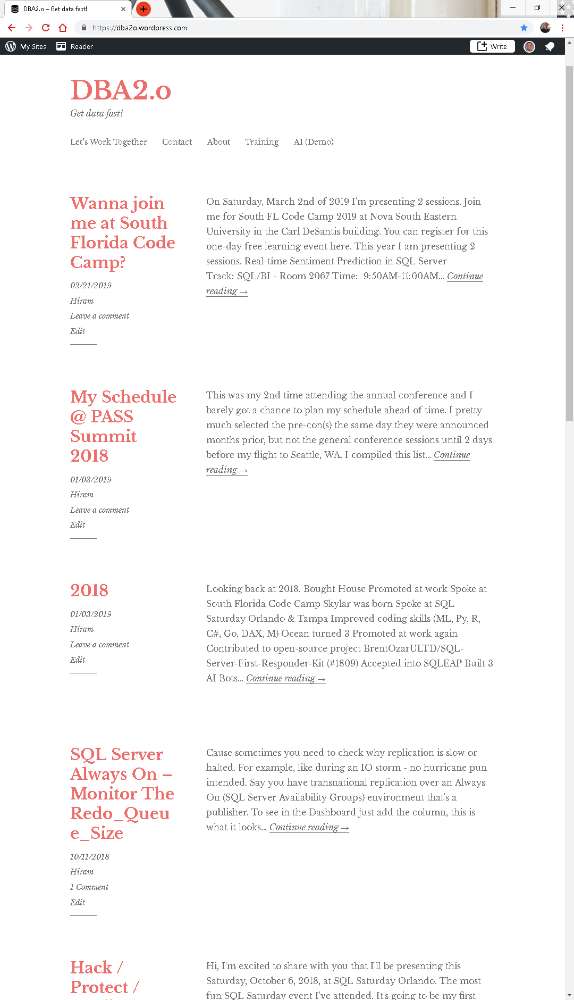 DBA2.o – Get data fast!
https://dba2o.wordpress.com
My Sites
Reader
Write
DBA2.o
Get data fast!
Let's Work Together
Contact
About
Training
AI (Demo)
Wanna join
me at South
Florida Code
Camp?
02/21/2019
Hiram
Leave a comment
Edit
On Saturday, March 2nd of 2019 I'm presenting 2 sessions. Join
me for South FL Code Camp 2019 at Nova South Eastern
University in the Carl DeSantis building. You can register for this
one-day free learning event here. This year I am presenting 2
sessions. Real-time Sentiment Prediction in SQL Server
Track: SQL/BI - Room 2067 Time:  9:50AM-11:00AM… Continue
reading →
My Schedule
@ PASS
Summit
2018
01/03/2019
Hiram
Leave a comment
Edit
This was my 2nd time attending the annual conference and I
barely got a chance to plan my schedule ahead of time. I pretty
much selected the pre-con(s) the same day they were announced
months prior, but not the general conference sessions until 2 days
before my flight to Seattle, WA. I compiled this list… Continue
reading →
2018
01/03/2019
Hiram
Leave a comment
Edit
Looking back at 2018. Bought House Promoted at work Spoke at
South Florida Code Camp Skylar was born Spoke at SQL
Saturday Orlando & Tampa Improved coding skills (ML, Py, R,
C#, Go, DAX, M) Ocean turned 3 Promoted at work again
Contributed to open-source project BrentOzarULTD/SQL-
Server-First-Responder-Kit (#1809) Accepted into SQLEAP Built 3
AI Bots… Continue reading →
SQL Server
Always On –
Monitor The
Redo_Queu
e_Size
10/11/2018
Hiram
1 Comment
Edit
Cause sometimes you need to check why replication is slow or
halted. For example, like during an IO storm - no hurricane pun
intended. Say you have transnational replication over an Always
On (SQL Server Availability Groups) environment that's a
publisher. To see in the Dashboard just add the column, this is
what it looks… Continue reading →
Hack /
Protect /
Hi, I'm excited to share with you that I'll be presenting this
Saturday, October 6, 2018, at SQL Saturday Orlando. The most
fun SQL Saturday event I've attended. It's going to be my first